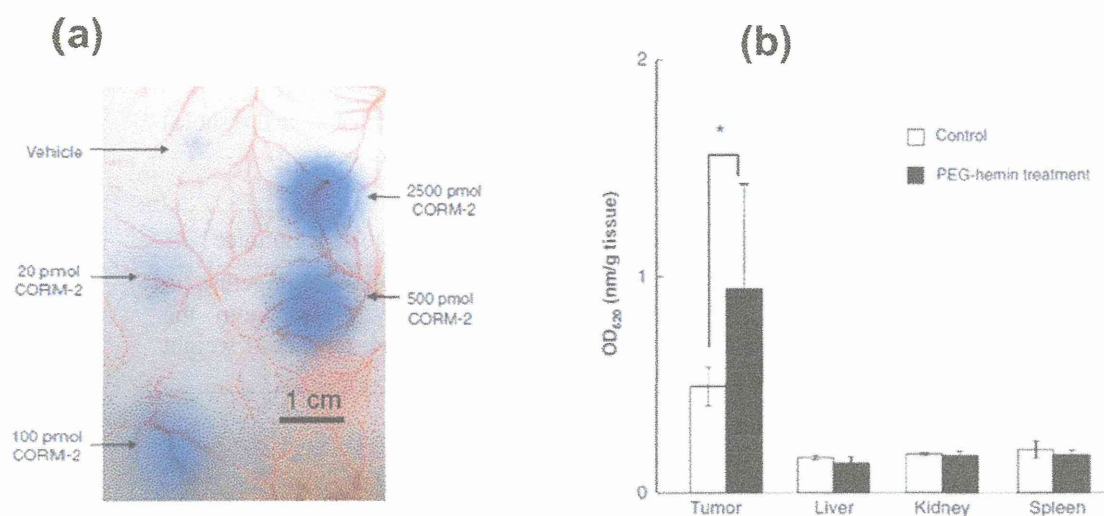 (a)
Vehicle
2500 pmol
CORM-2
20 pmol
CORM-2
500 pmol
CORM-2
1 cm
100 pmol
CORM-2
(b)
2
1
0
OD620 (nm/g tissue)
*
Control
PEG-hemin treatment
Tumor
Liver
Kidney
Spleen